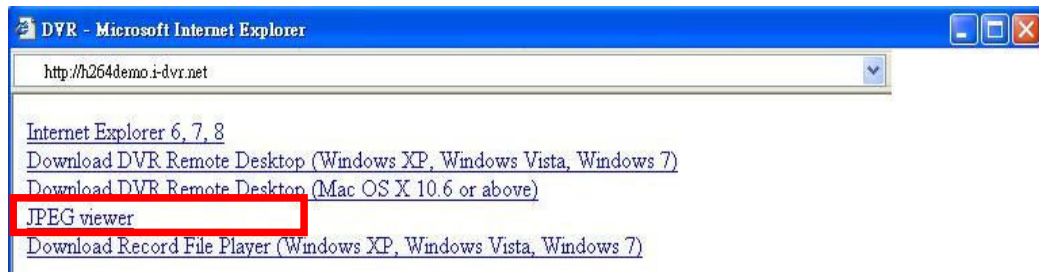 DVR - Microsoft Internet Explorer
http://h264demo.i-dvr.net
Internet Explorer 6, 7, 8
Download DVR Remote Desktop (Windows XP, Windows Vista, Windows 7)
Download DVR Remote Desktop (Mac OS X 10.6 or above)
JPEG viewer
Download Record File Player (Windows XP, Windows Vista, Windows 7)